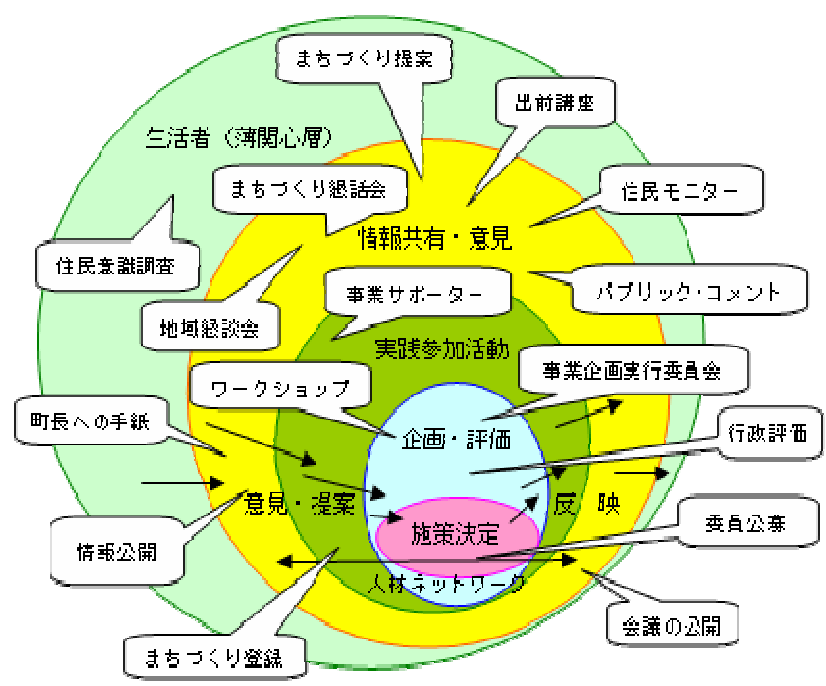 まちづくり提案
出前講座
生活者（薄関心層）
まちづくり懇話会
住民モニター
情報共有・意見
住民意識調査
事業サポーター
パブリック・コメント
地域懇談会
実践参加活動
事業企画実行委員会
ワークショップ
町長への手紙
企画・評価
行政評価
意見・提案
反 映
施策決定
委員公募
情報公開
人材ネットワーク
会議の公開
まちづくり登録